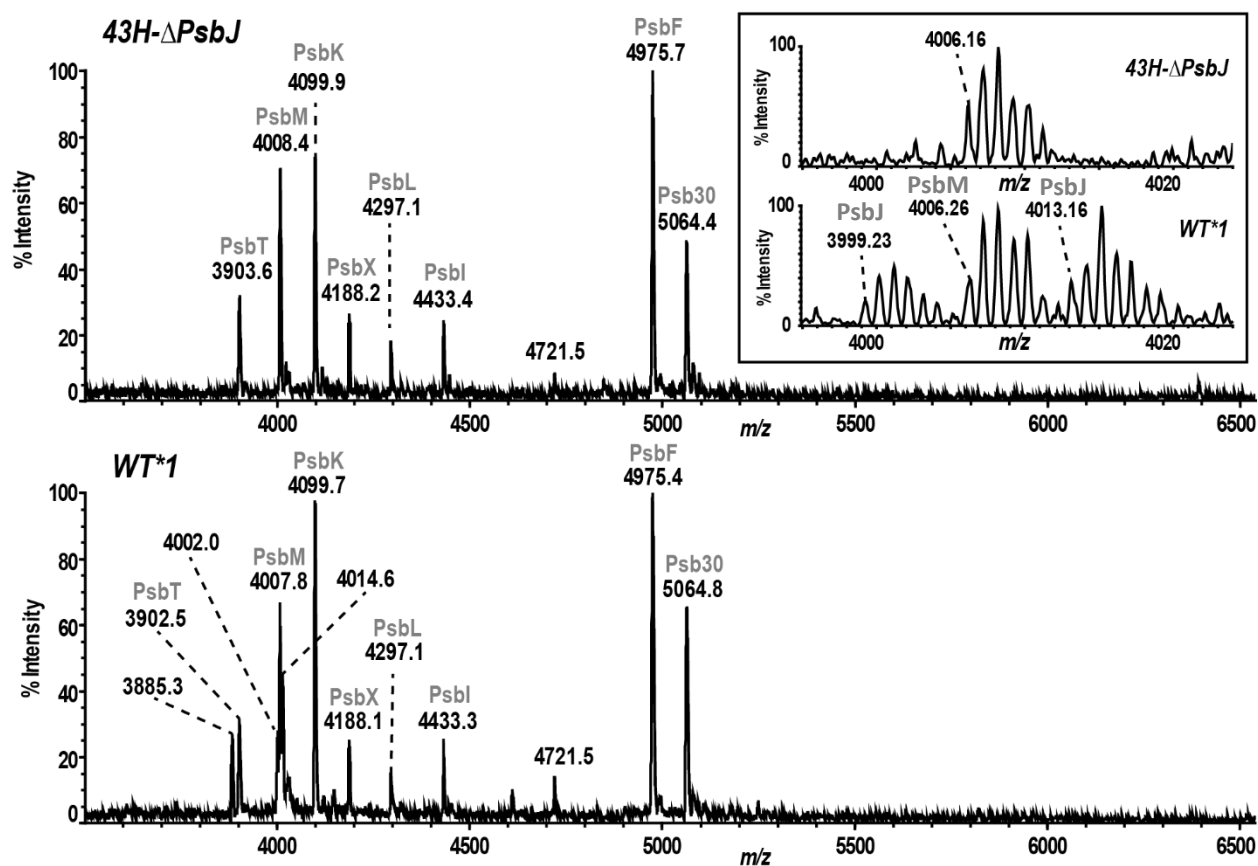 43H-ΔPsbJ
PsbK
4099.9
PsbM
4008.4
PsbF
4975.7
PsbL
4297.1
Psb30
5064.4
PsbT
3903.6
PsbX
4188.2
PsbI
4433.4
4721.5
% Intensity
100
80
60
40
20
0
4000
4500
5000
5500
6000
6500
m/z
100
4006.16
43H-ΔPsbJ
% Intensity
0
4000
m/z
4020
PsbM
4006.26
PsbJ
4013.16
PsbJ
3999.23
WT*1
100
% Intensity
0
4000
m/z
4020
WT*1
PsbK
4099.7
PsbF
4975.4
4002.0
PsbM
4007.8
4014.6
Psb30
5064.8
PsbT
3902.5
PsbL
4297.1
3885.3
PsbX
4188.1
PsbI
4433.3
4721.5
% Intensity
100
80
60
40
20
0
4000
4500
5000
5500
6000
6500
m/z